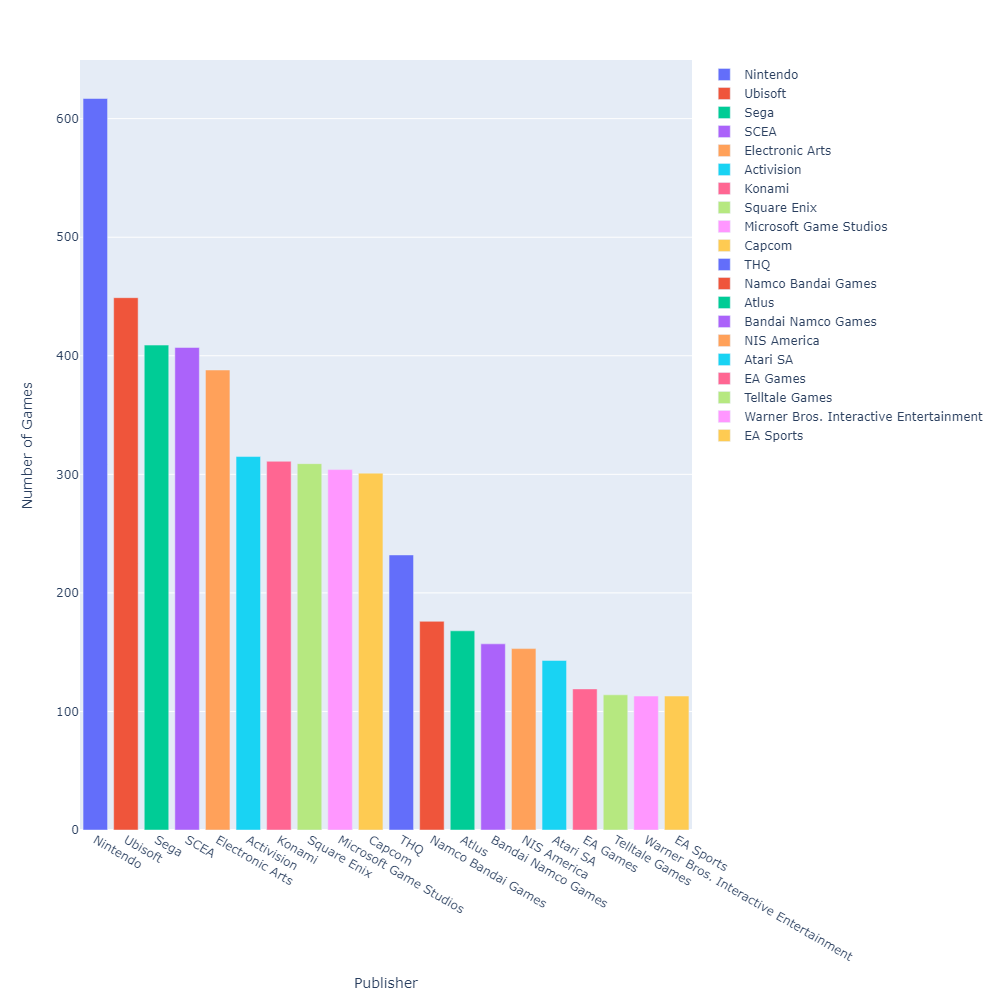 Number of Games
600
500
400
300
200
100
0
Nintendo
Ubisoft
Sega
SCEA
Electronic Arts
Activision
Konami
Square Enix
Microsoft Game Studios
Capcom
THQ
Namco Bandai Games
Atlus
Bandai Namco Games
NIS America
Atari SA
EA Games
Telltale Games
Warner Bros. Interactive Entertainment
EA Sports
Publisher
Nintendo
Ubisoft
Sega
SCEA
Electronic Arts
Activision
Konami
Square Enix
Microsoft Game Studios
Capcom
THQ
Namco Bandai Games
Atlus
Bandai Namco Games
NIS America
Atari SA
EA Games
Telltale Games
Warner Bros. Interactive Entertainment
EA Sports